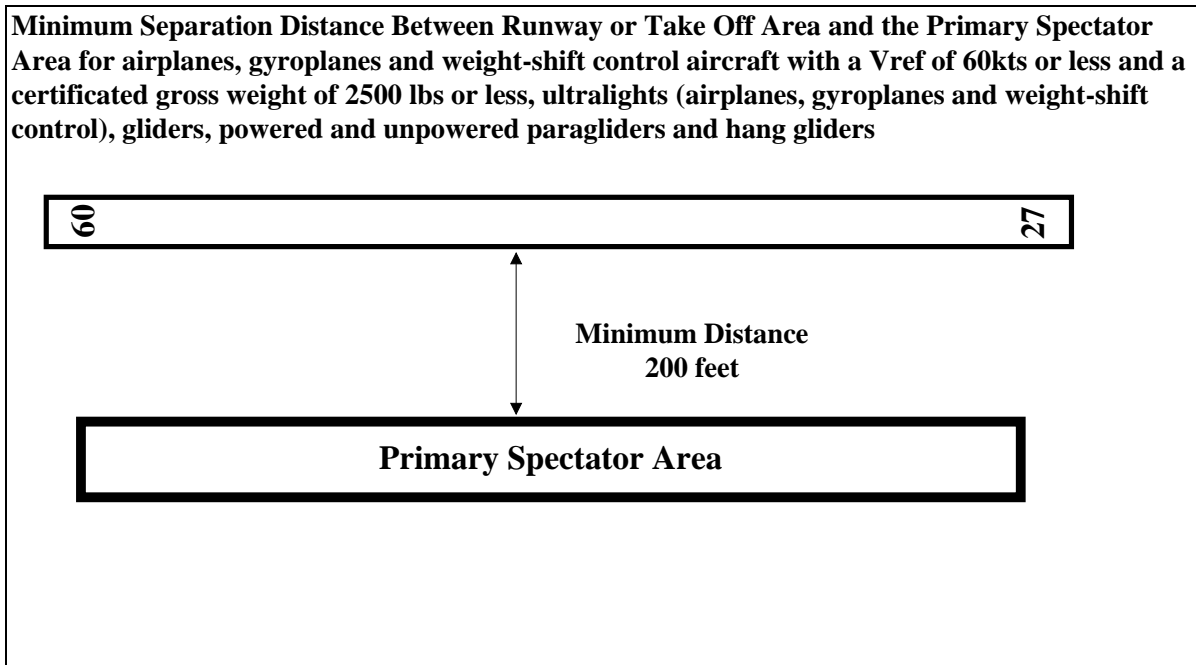 Minimum Separation Distance Between Runway or Take Off Area and the Primary Spectator
Area for airplanes, gyroplanes and weight-shift control aircraft with a Vref of 60kts or less and a
certificated gross weight of 2500 lbs or less, ultralights (airplanes, gyroplanes and weight-shift
control), gliders, powered and unpowered paragliders and hang gliders
09
27
Minimum Distance
200 feet
Primary Spectator Area